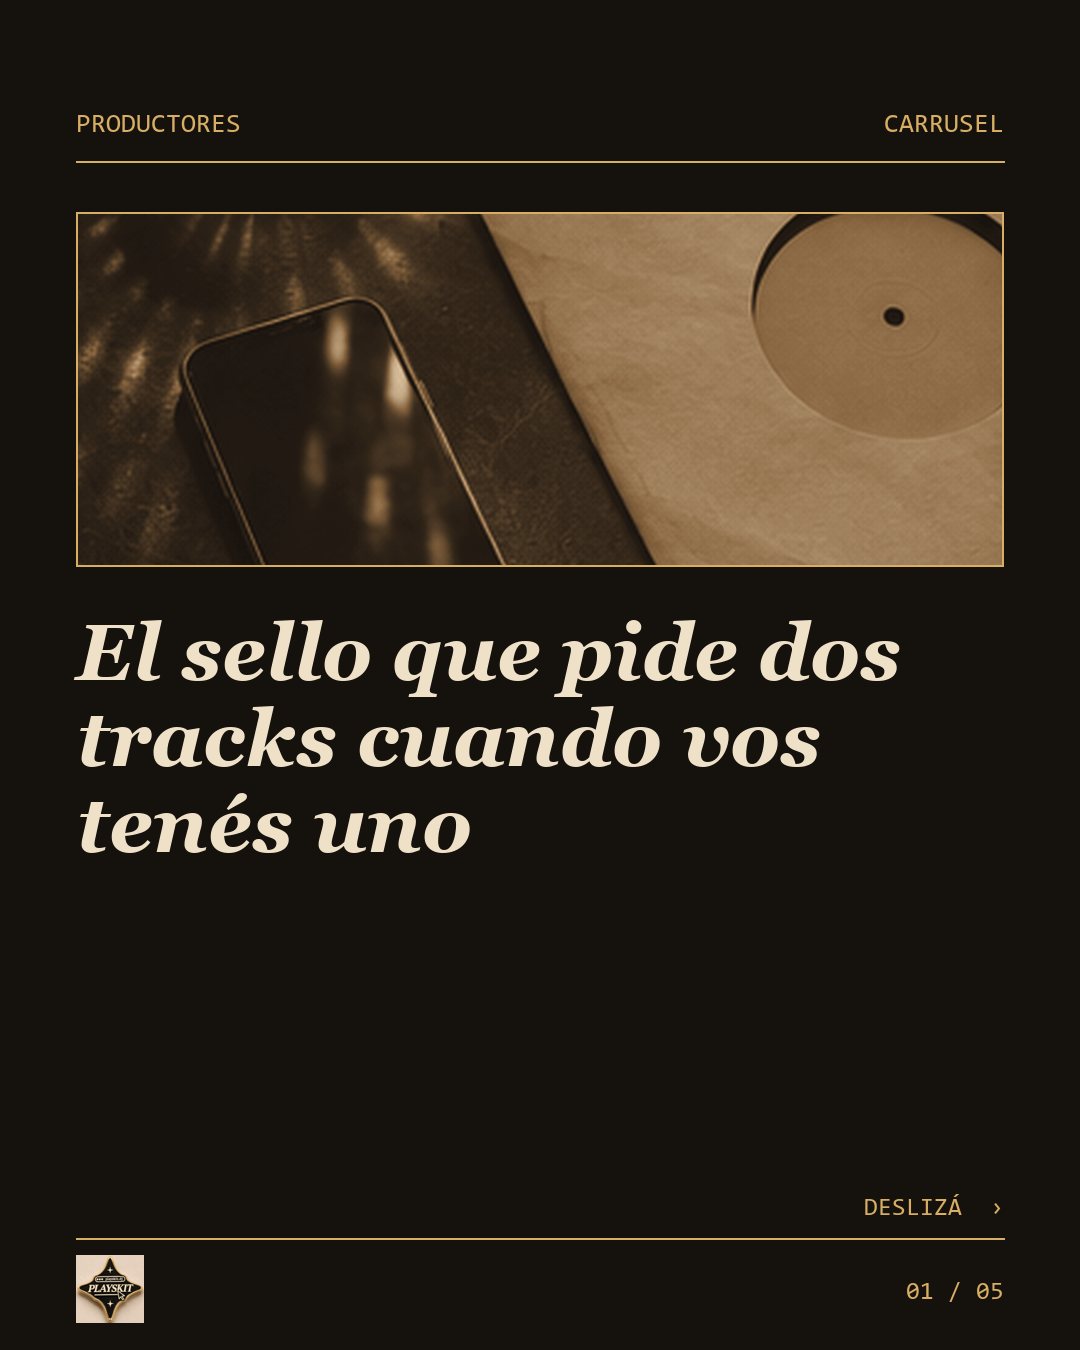 PRODUCTORES
CARRUSEL
El sello que pide dos
tracks cuando vos
tenés uno
DESLIZÁ ›
PLAYSKIT
01 / 05